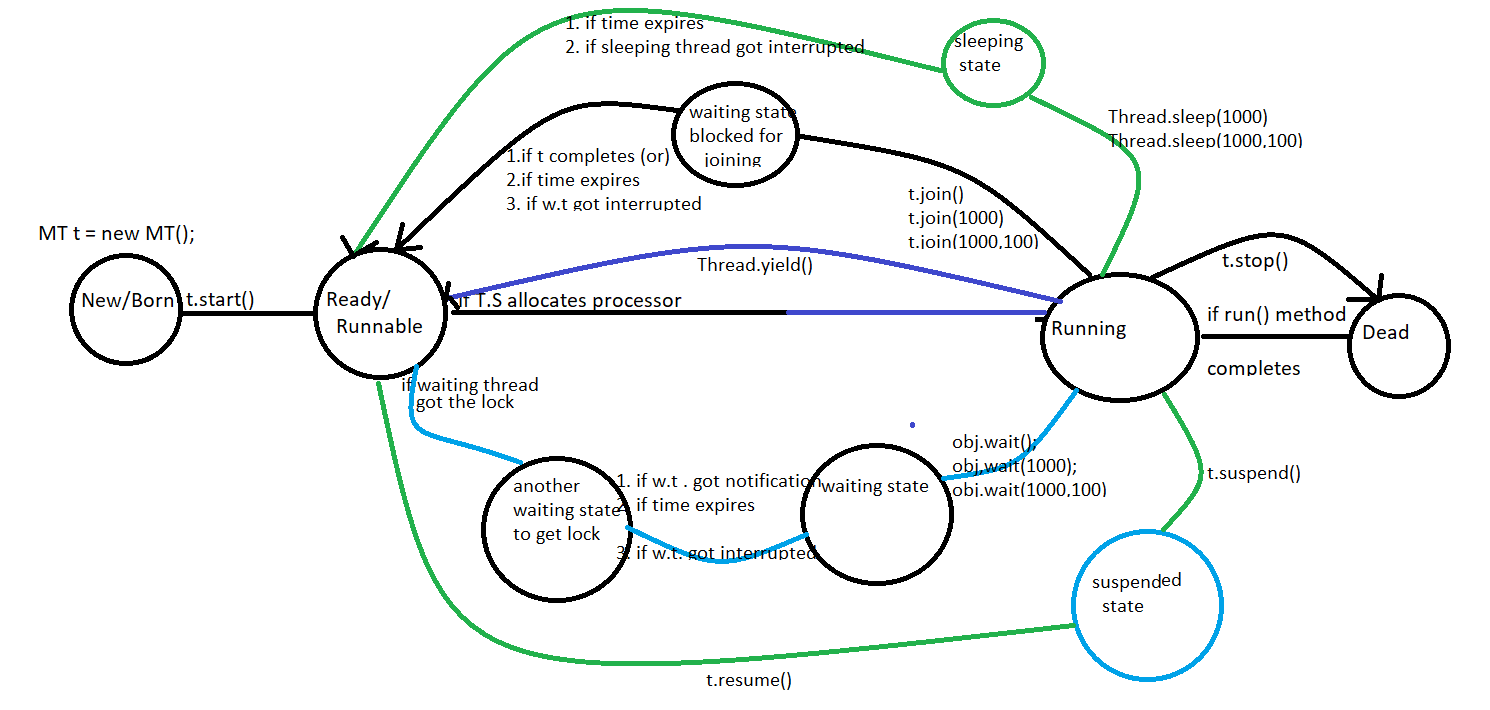 1. if time expires
2. if sleeping thread got interrupted
sleeping
state
waiting state
blocked for
joining
Thread.sleep(1000)
Thread.sleep(1000,100)
1.if t completes (or)
2.if time expires
3. if w.t got interrupted
t.join()
t.join(1000)
t.join(1000,100)
MT t = new MT();
New/Born
t.start()
Ready/
Runnable
Thread.yield()
if T.S allocates processor
Running
t.stop()
if run() method
completes
Dead
if waiting thread
got the lock
another
waiting state
to get lock
1. if w.t . got notification
2. if time expires
3. if w.t. got interrupted
waiting state
obj.wait();
obj,wait(1000);
obj.wait(1000,100)
t.suspend()
suspended
state
t.resume()